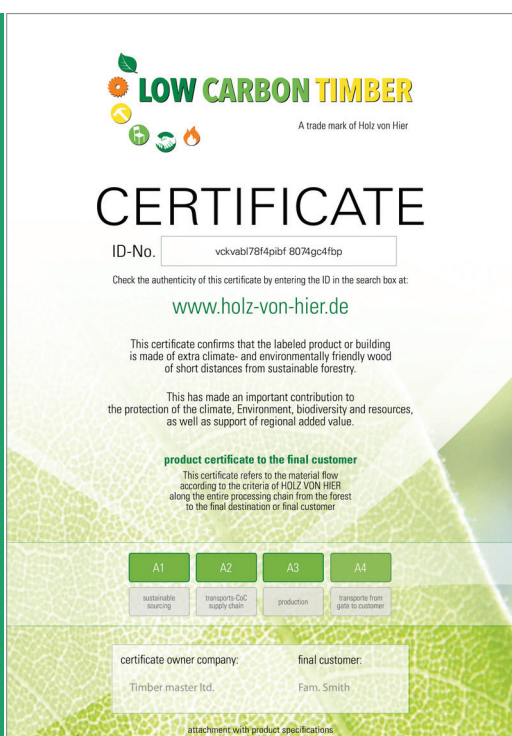 LOW CARBON TIMBER
A trade mark of Holz von Hier
CERTIFICATE
ID-No. vckvabl78f4pibf 8074gc4fbp
Check the authenticity of this certificate by entering the ID in the search box at:
www.holz-von-hier.de
This certificate confirms that the labeled product or building
is made of extra climate- and environmentally friendly wood
of short distances from sustainable forestry.
This has made an important contribution to
the protection of the climate, Environment, biodiversity and resources,
as well as support of regional added value.
product certificate to the final customer
This certificate refers to the material flow
according to the criteria of HOLZ VON HIER
along the entire processing chain from the forest
to the final destination or final customer
A1 A2 A3 A4
sustainable sourcing
transports-CoC supply chain
production
transporte from gate to customer
certificate owner company: final customer:
Timber master ltd. Fam. Smith
attachment with product specifications